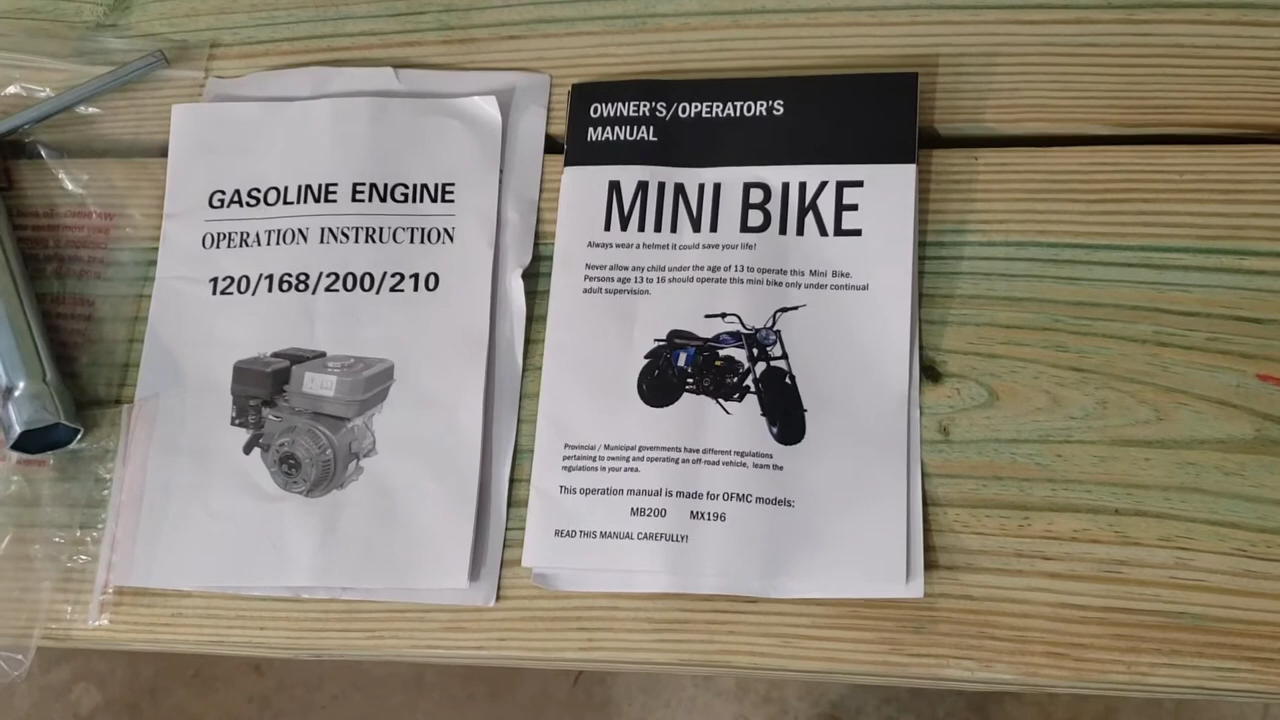 GASOLINE ENGINE
OPERATION INSTRUCTION
120/168/200/210
OWNER'S/OPERATOR'S
MANUAL
MINI BIKE
Always wear a helmet it could save your life!
Never allow any child under the age of 13 to operate this Mini Bike.
Persons age 13 to 16 should operate this mini bike only under continual
adult supervision.
Provincial / Municipal governments have different regulations
pertaining to owning and operating an off-road vehicle, learn the
regulations in your area.
This operation manual is made for OFMC models:
MB200 MX196
READ THIS MANUAL CAREFULLY!